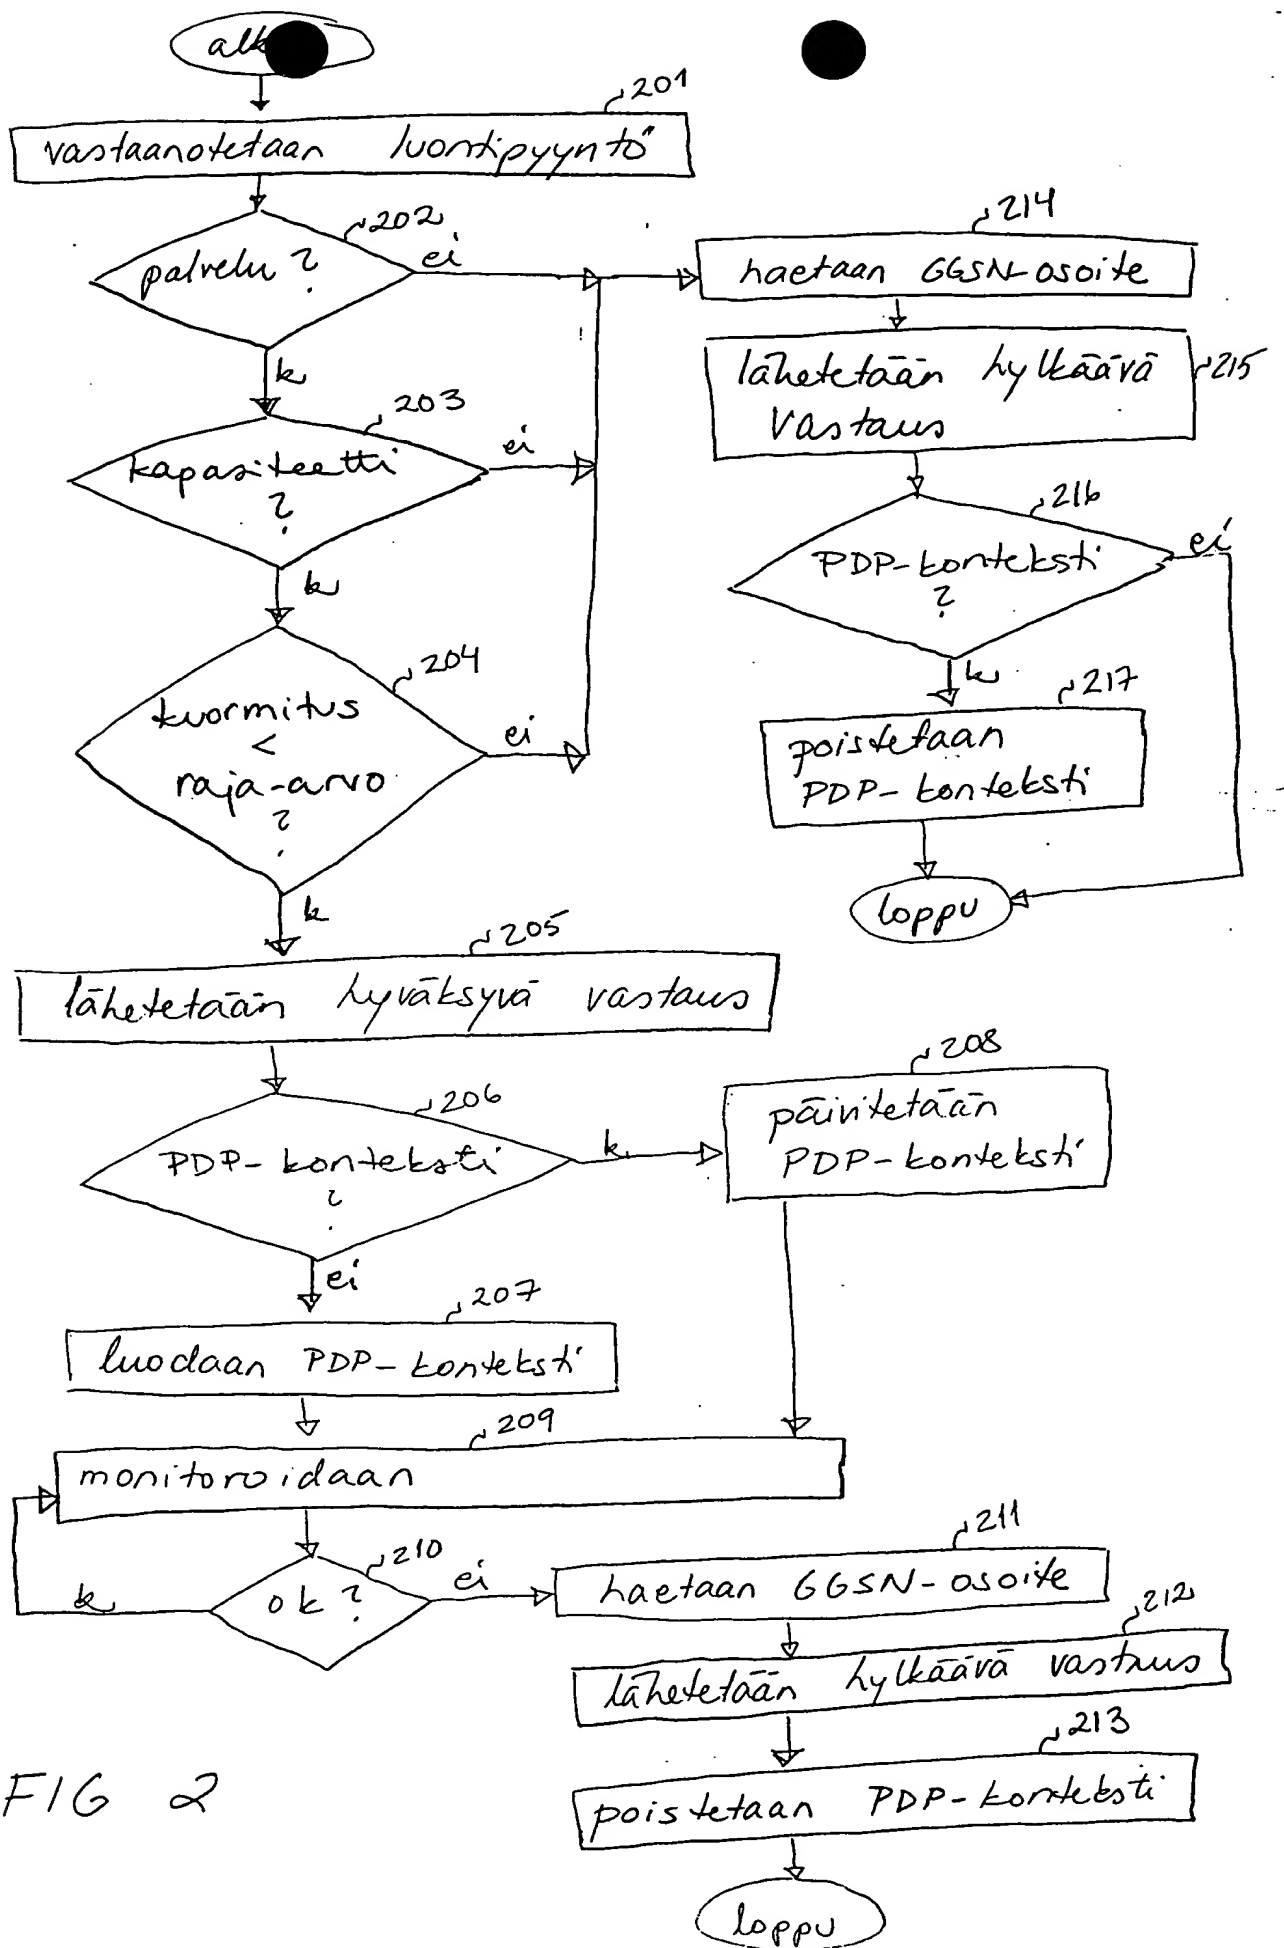 201
vastaanotetaan luontipyyntö
202
palvelu ?
ei
k
203
kapasiteetti
?
ei
k
204
kuormitus
<
raja-arvo
?
ei
k
205
lähetetään hyväksyvä vastaus
206
PDP-konteksti
?
k
ei
207
luodaan PDP-konteksti
208
päivitetään
PDP-konteksti
209
monitoroidaan
210
ok ?
k
ei
211
haetaan GGSN-osoite
212
lähetetään hylkäävä vastaus
213
poistetaan PDP-konteksti
loppu
214
haetaan GGSN-osoite
215
lähetetään hylkäävä
vastaus
216
PDP-konteksti
?
ei
k
217
poistetaan
PDP-konteksti
loppu
FIG 2